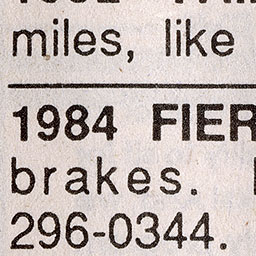 miles, like
1984 FIER
brakes.
296-0344.